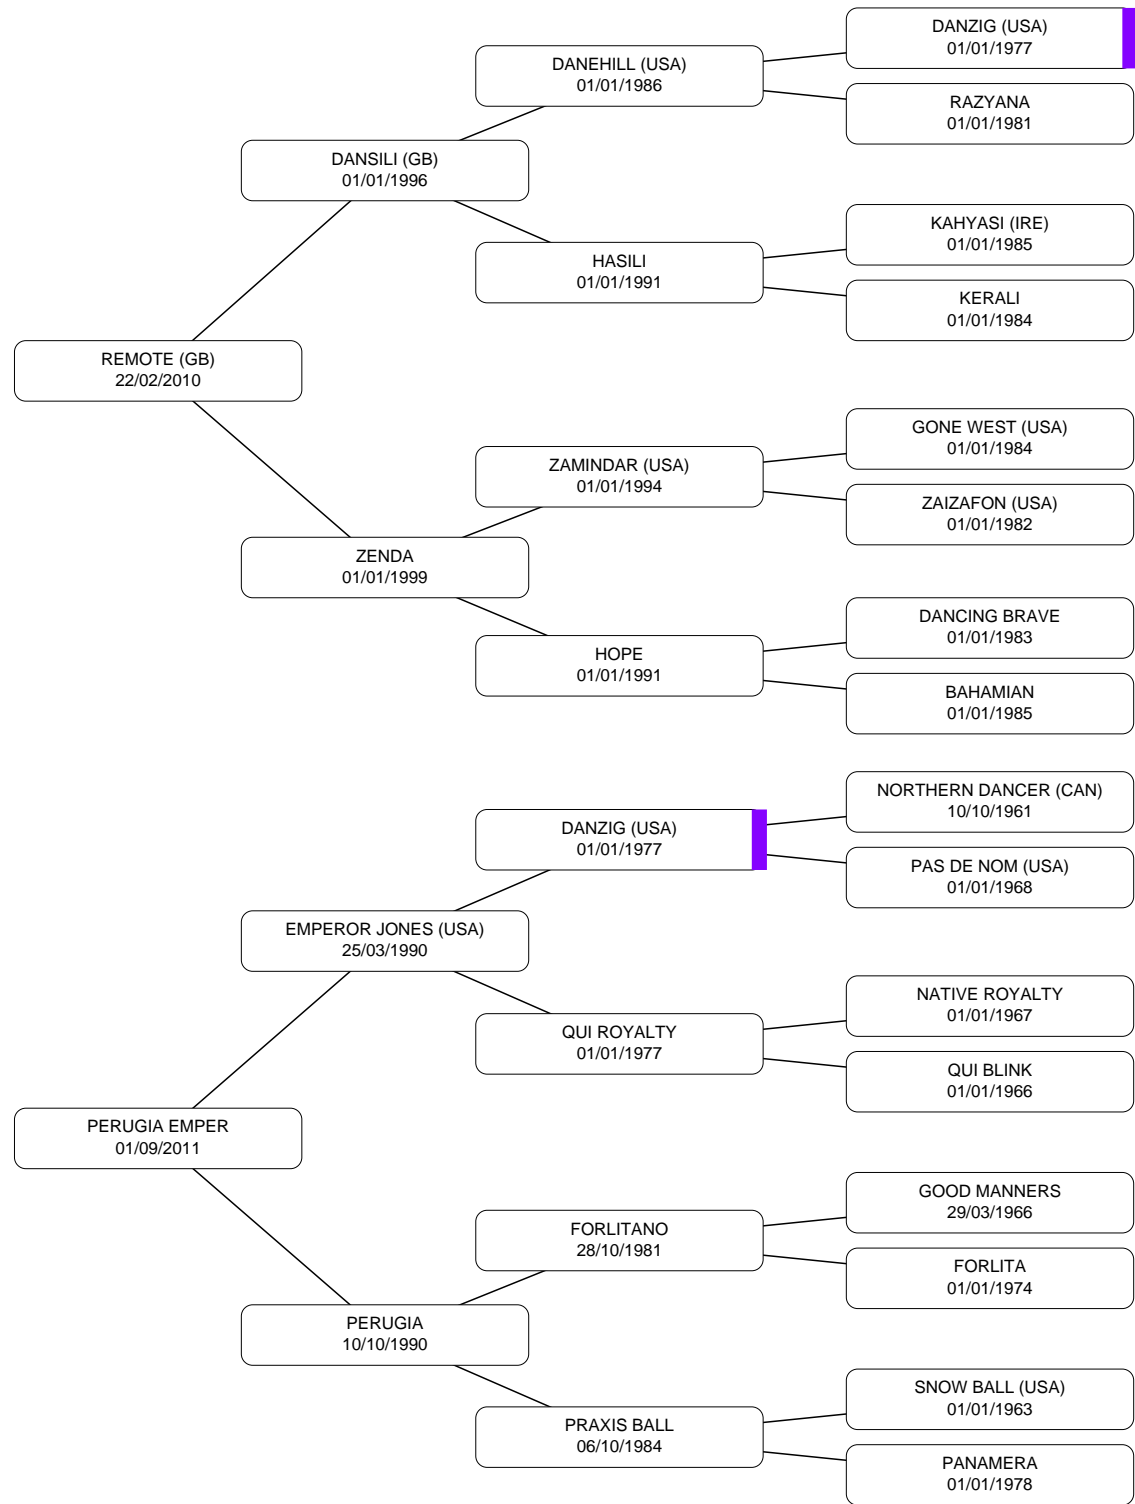 DANZIG (USA)
01/01/1977
DANEHILL (USA)
01/01/1986
RAZYANA
01/01/1981
DANSILI (GB)
01/01/1996
KAHYASI (IRE)
01/01/1985
HASILI
01/01/1991
KERALI
01/01/1984
REMOTE (GB)
22/02/2010
GONE WEST (USA)
01/01/1984
ZAMINDAR (USA)
01/01/1994
ZAIZAFON (USA)
01/01/1982
ZENDA
01/01/1999
DANCING BRAVE
01/01/1983
HOPE
01/01/1991
BAHAMIAN
01/01/1985
NORTHERN DANCER (CAN)
10/10/1961
DANZIG (USA)
01/01/1977
PAS DE NOM (USA)
01/01/1968
EMPEROR JONES (USA)
25/03/1990
NATIVE ROYALTY
01/01/1967
QUI ROYALTY
01/01/1977
QUI BLINK
01/01/1966
PERUGIA EMPER
01/09/2011
GOOD MANNERS
29/03/1966
FORLITANO
28/10/1981
FORLITA
01/01/1974
PERUGIA
10/10/1990
SNOW BALL (USA)
01/01/1963
PRAXIS BALL
06/10/1984
PANAMERA
01/01/1978